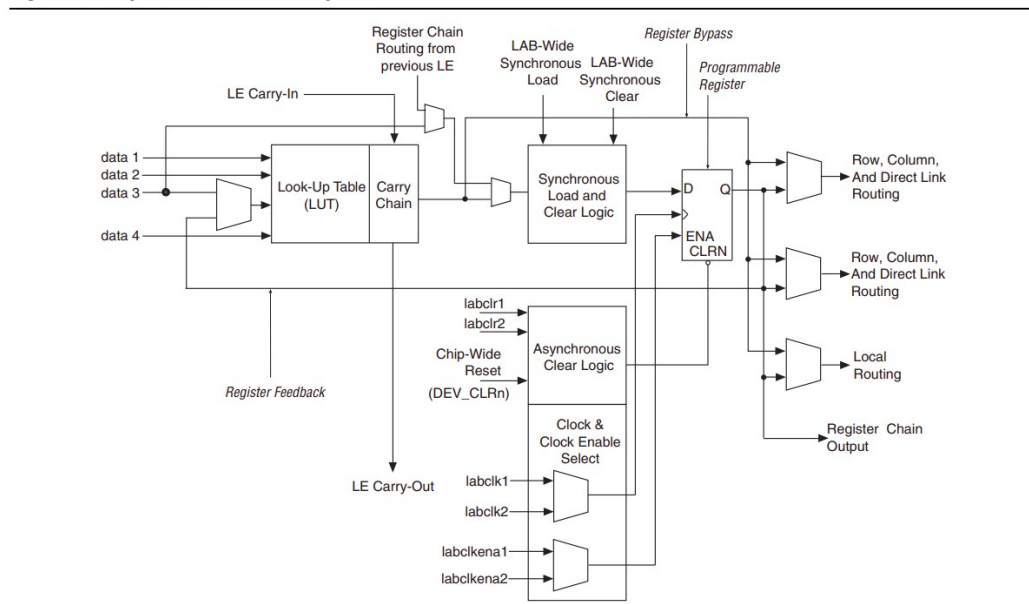 Register Chain
Routing from
previous LE
LAB-Wide
Synchronous
Load
LAB-Wide
Synchronous
Clear
Register Bypass
Programmable
Register
LE Carry-In
data 1
data 2
data 3
data 4
Look-Up Table
(LUT)
Carry
Chain
Synchronous
Load and
Clear Logic
D
Q
ENA
CLRN
Row, Column,
And Direct Link
Routing
Row, Column,
And Direct Link
Routing
Local
Routing
Register Chain
Output
Register Feedback
labclr1
labclr2
Chip-Wide
Reset
(DEV_CLRn)
Asynchronous
Clear Logic
Clock &
Clock Enable
Select
LE Carry-Out
labclk1
labclk2
labclkena1
labclkena2